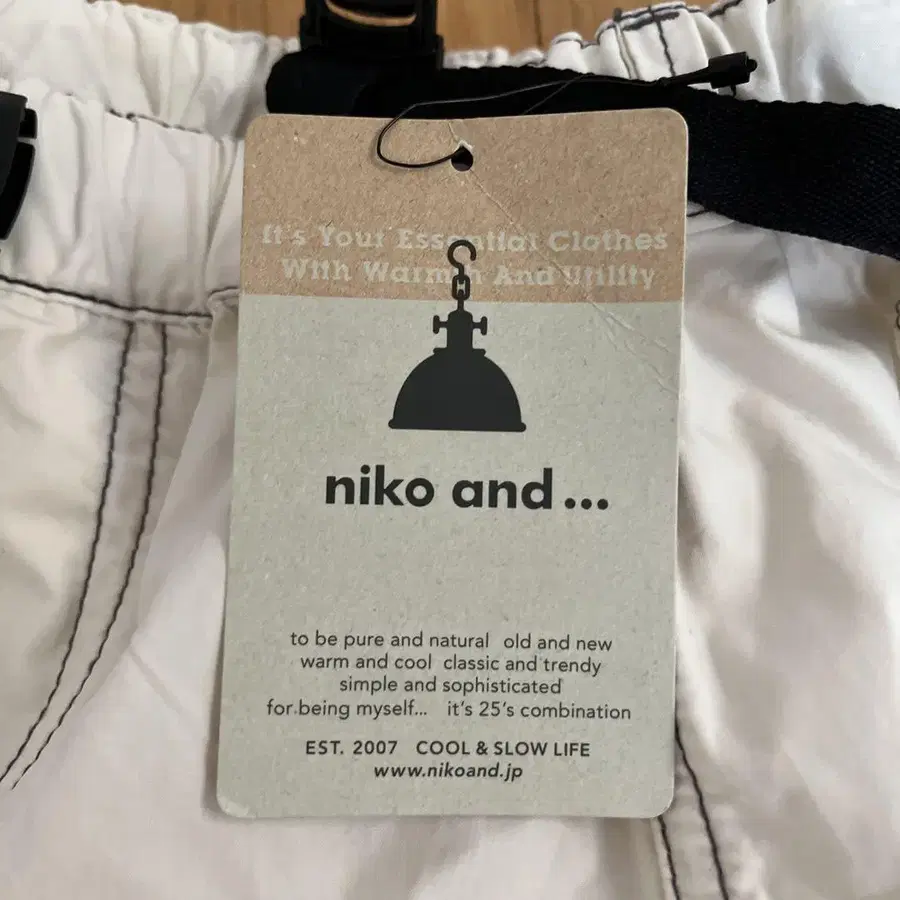 It's Your Essential Clothes
With Warmth And Utility
niko and...
to be pure and natural old and new
warm and cool classic and trendy
simple and sophisticated
for being myself... it's 25's combination
EST. 2007 COOL & SLOW LIFE
www.nikoand.jp